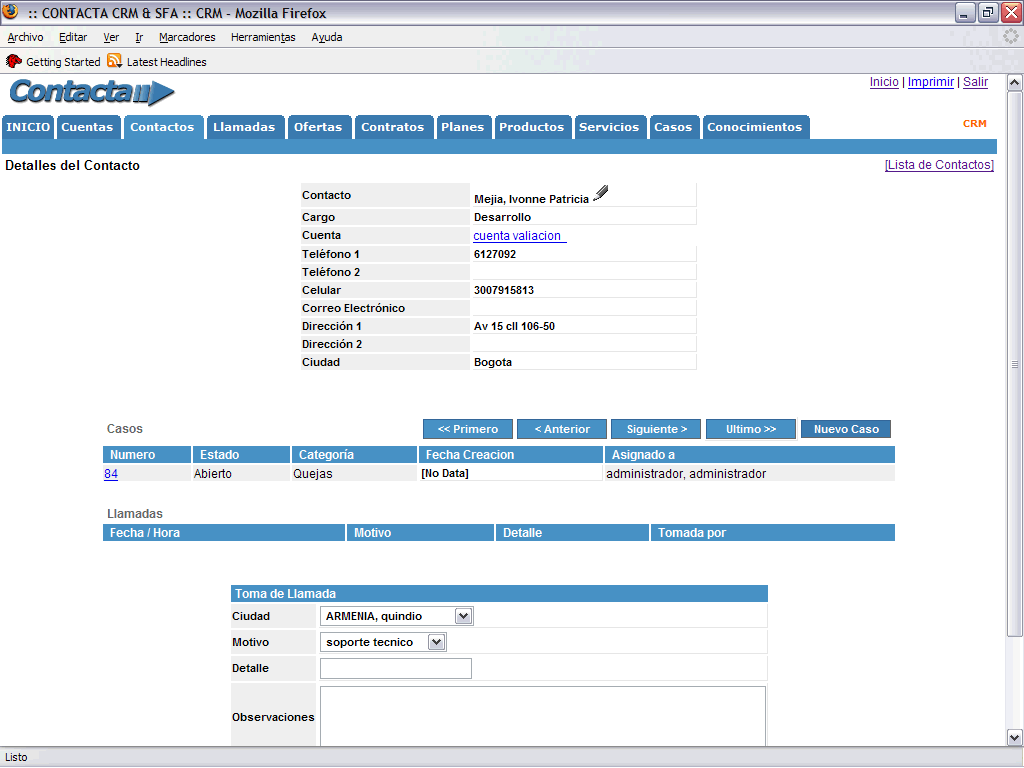 :: CONTACTA CRM & SFA :: CRM - Mozilla Firefox
Archivo Editar Ver Ir Marcadores Herramientas Ayuda
Getting Started Latest Headlines
Contacta
Inicio | Imprimir | Salir
INICIO Cuentas Contactos Llamadas Ofertas Contratos Planes Productos Servicios Casos Conocimientos CRM
Detalles del Contacto [Lista de Contactos]
Contacto Mejia, Ivonne Patricia
Cargo Desarrollo
Cuenta cuenta valiacion
Teléfono 1 6127092
Teléfono 2
Celular 3007915813
Correo Electrónico
Dirección 1 Av 15 cll 106-50
Dirección 2
Ciudad Bogota
Casos << Primero < Anterior Siguiente > Ultimo >> Nuevo Caso
Numero Estado Categoría Fecha Creacion Asignado a
84 Abierto Quejas [No Data] administrador, administrador
Llamadas
Fecha / Hora Motivo Detalle Tomada por
Toma de Llamada
Ciudad ARMENIA, quindio
Motivo soporte tecnico
Detalle
Observaciones
Listo